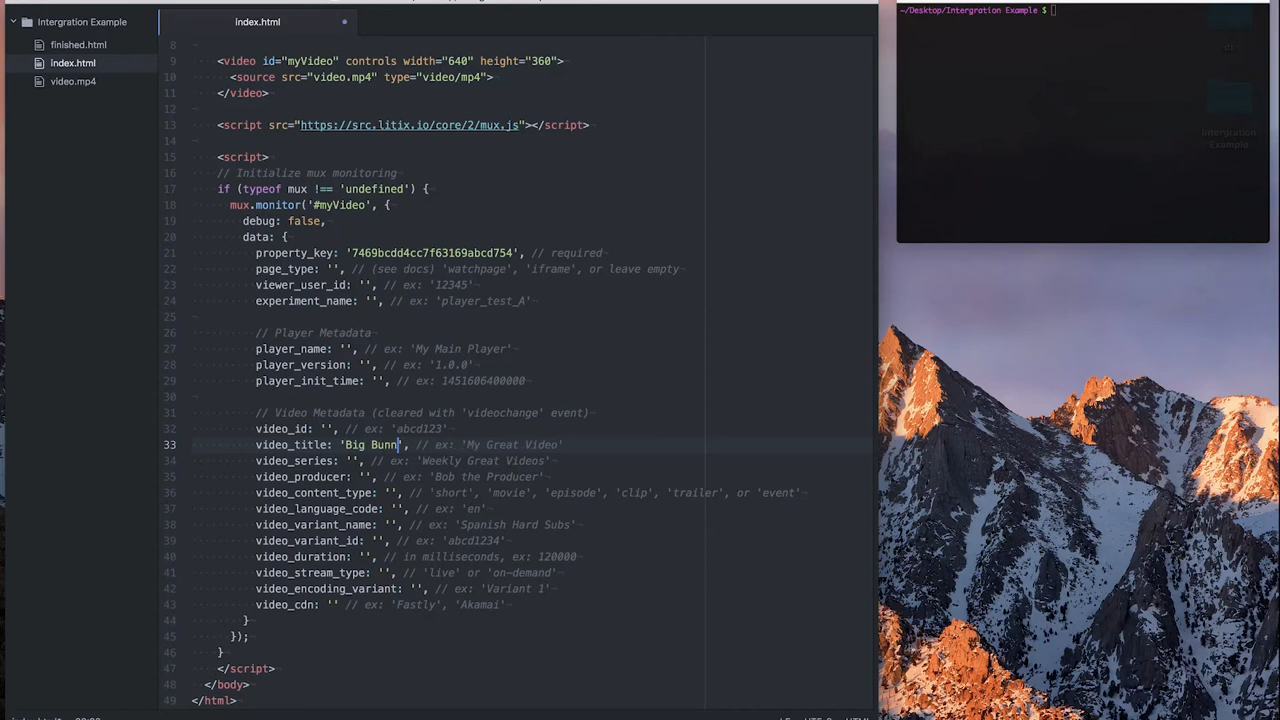 Intergration Example
finished.html
index.html
video.mp4
index.html
8
9 <video id="myVideo" controls width="640" height="360">
10 <source src="video.mp4" type="video/mp4">
11 </video>
12
13 <script src="https://src.litix.io/core/2/mux.js"></script>
14
15 <script>
16 // Initialize mux monitoring
17 if (typeof mux !== 'undefined') {
18 mux.monitor('#myVideo', {
19 debug: false,
20 data: {
21 property_key: '7469bcdd4cc7f63169abcd754', // required
22 page_type: '', // (see docs) 'watchpage', 'iframe', or leave empty
23 viewer_user_id: '', // ex: '12345'
24 experiment_name: '', // ex: 'player_test_A'
25
26 // Player Metadata
27 player_name: '', // ex: 'My Main Player'
28 player_version: '', // ex: '1.0.0'
29 player_init_time: '', // ex: 1451606400000
30
31 // Video Metadata (cleared with 'videochange' event)
32 video_id: '', // ex: 'abcd123'
33 video_title: 'Big Bunn', // ex: 'My Great Video'
34 video_series: '', // ex: 'Weekly Great Videos'
35 video_producer: '', // ex: 'Bob the Producer'
36 video_content_type: '', // 'short', 'movie', 'episode', 'clip', 'trailer', or 'event'
37 video_language_code: '', // ex: 'en'
38 video_variant_name: '', // ex: 'Spanish Hard Subs'
39 video_variant_id: '', // ex: 'abcd1234'
40 video_duration: '', // in milliseconds, ex: 120000
41 video_stream_type: '', // 'live' or 'on-demand'
42 video_encoding_variant: '', // ex: 'Variant 1'
43 video_cdn: '' // ex: 'Fastly', 'Akamai'
44 }
45 });
46 }
47 </script>
48 </body>
49 </html>
~/Desktop/Intergration Example $
Intergration
Example